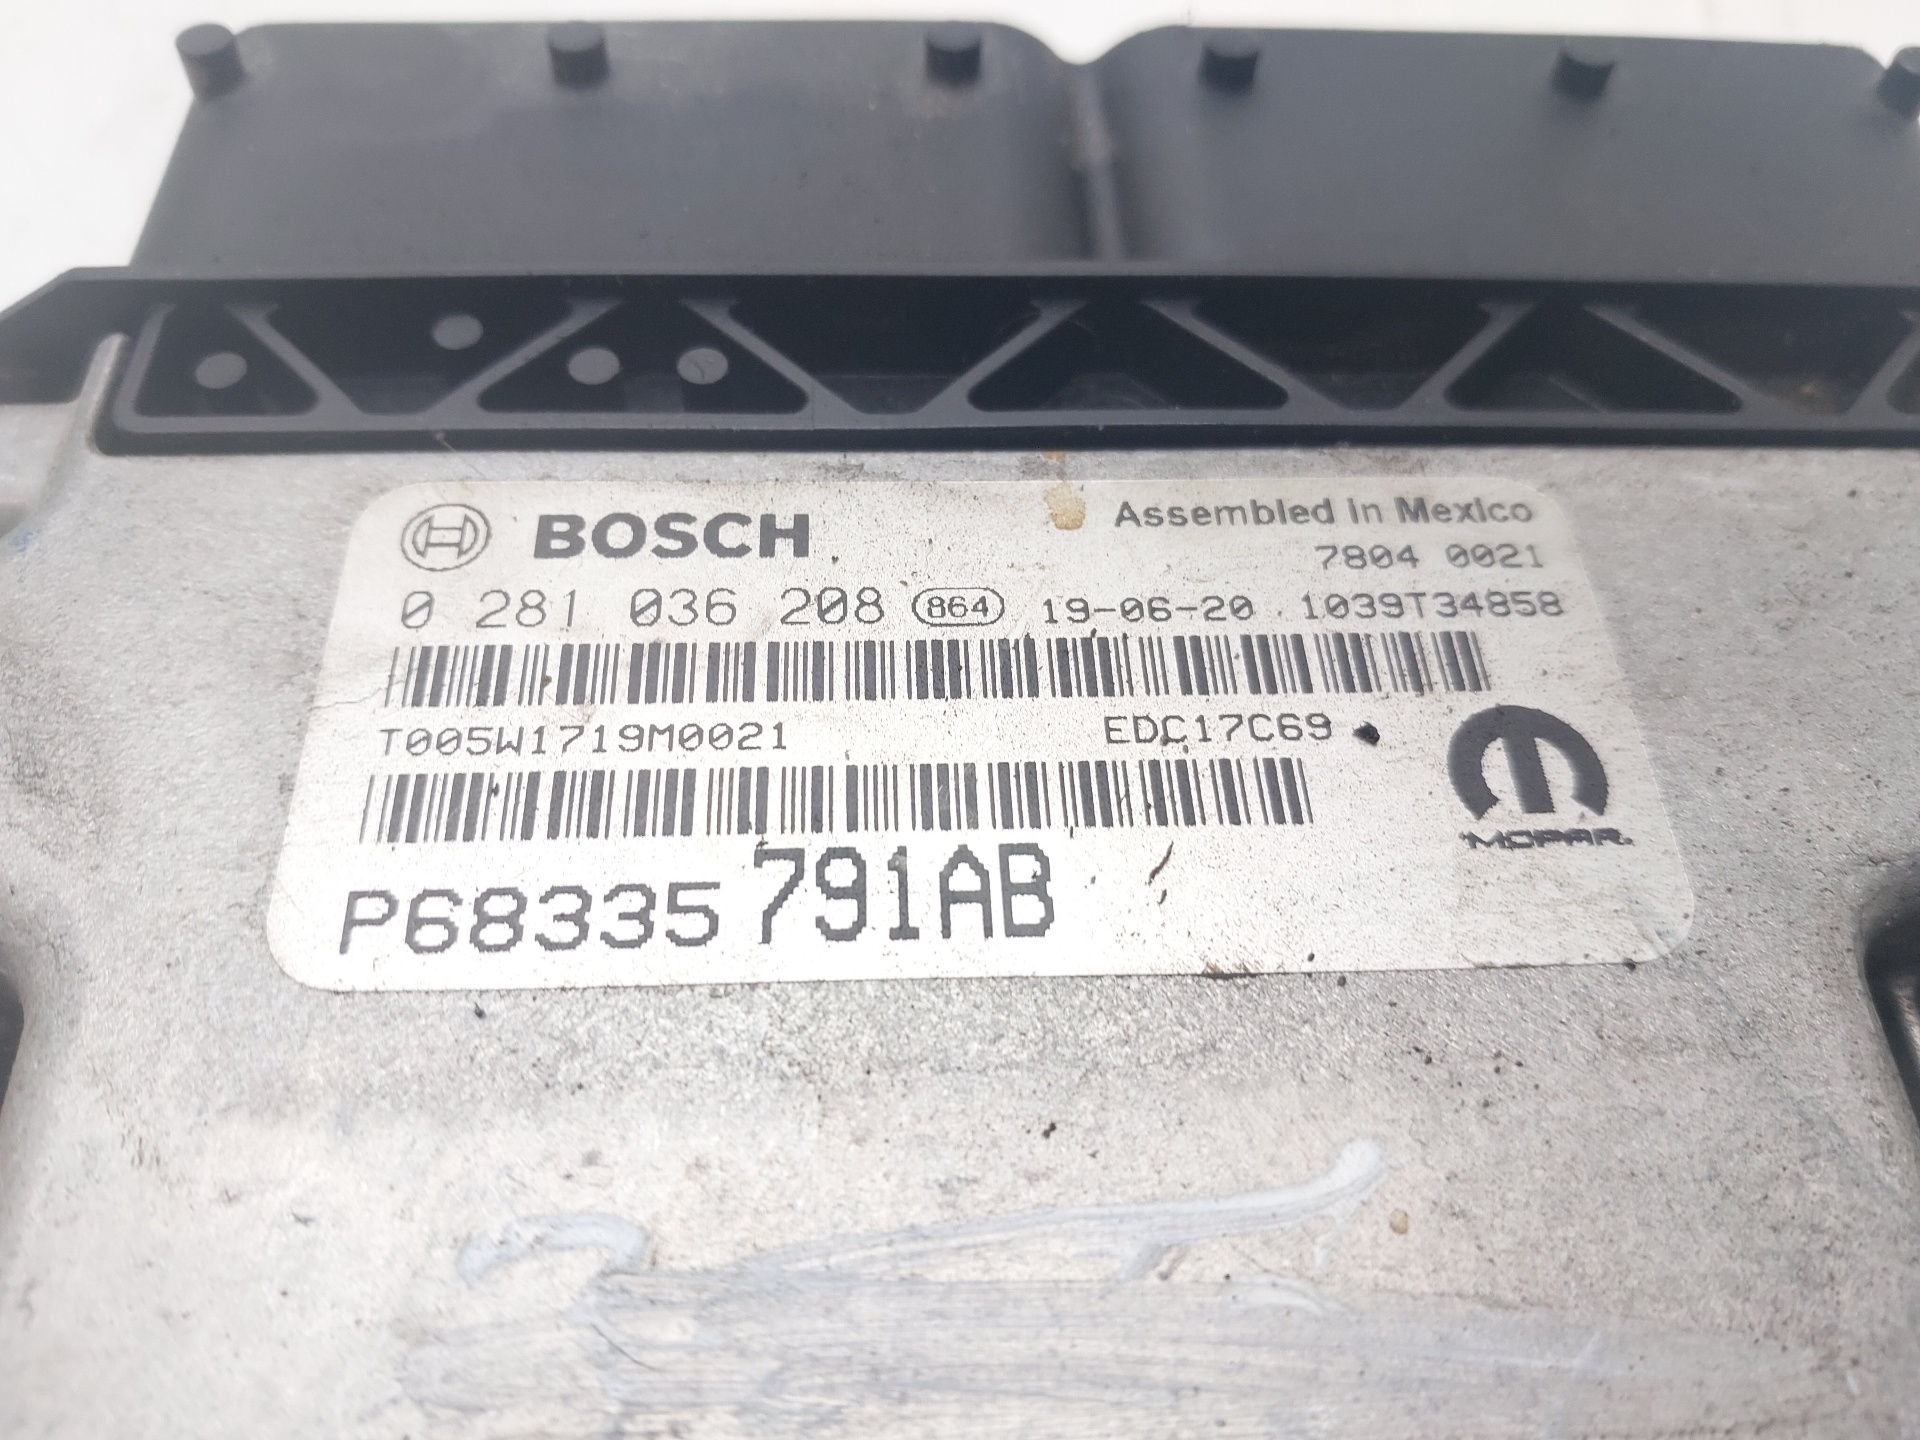 BOSCH
Assembled in Mexico
7804 0021
0 281 036 208 864 19-06-20 1039T34858
T005W1719M0021 EDC17C69
MOPAR
P68335791AB